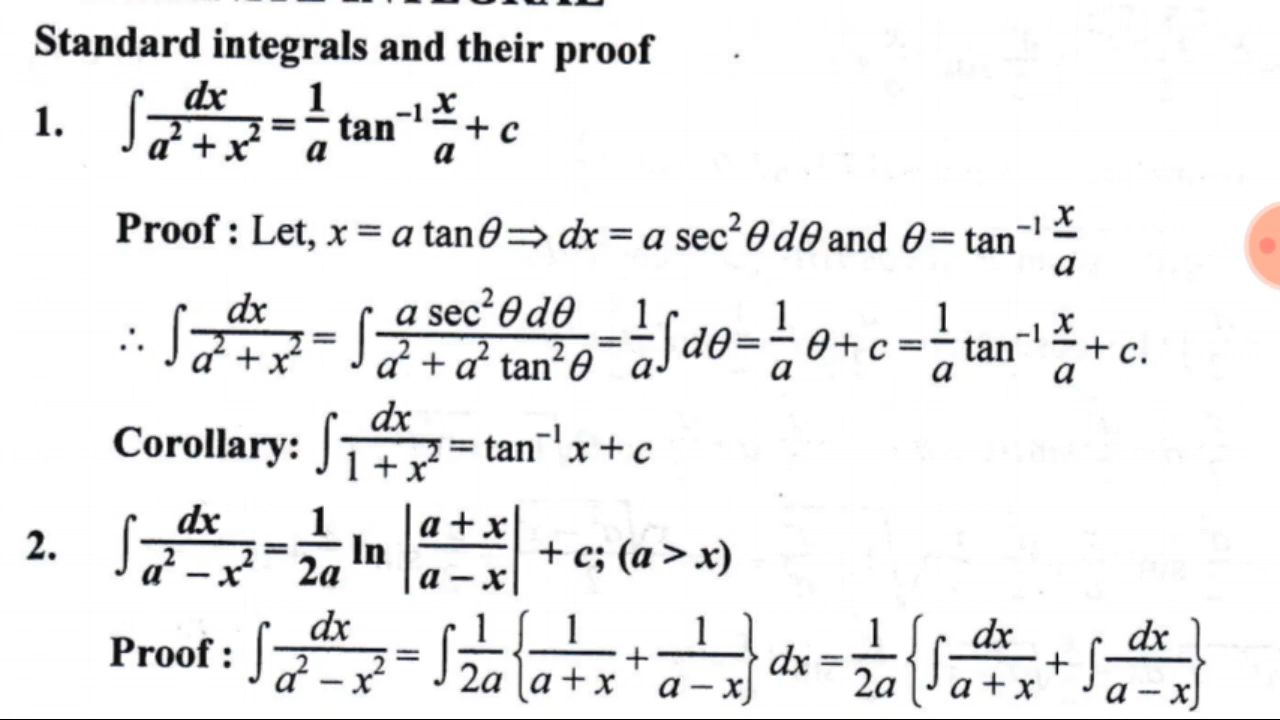 Standard integrals and their proof
1. ∫ dx/(a² + x²) = 1/a tan⁻¹ x/a + c
Proof : Let, x = a tanθ ⇒ dx = a sec²θ dθ and θ = tan⁻¹ x/a
∴ ∫ dx/(a² + x²) = ∫ a sec²θ dθ/(a² + a² tan²θ) = 1/a ∫ dθ = 1/a θ + c = 1/a tan⁻¹ x/a + c.
Corollary: ∫ dx/(1 + x²) = tan⁻¹ x + c
2. ∫ dx/(a² – x²) = 1/2a ln |(a + x)/(a – x)| + c; (a > x)
Proof : ∫ dx/(a² – x²) = ∫ 1/2a {1/(a + x) + 1/(a – x)} dx = 1/2a {∫ dx/(a + x) + ∫ dx/(a – x)}